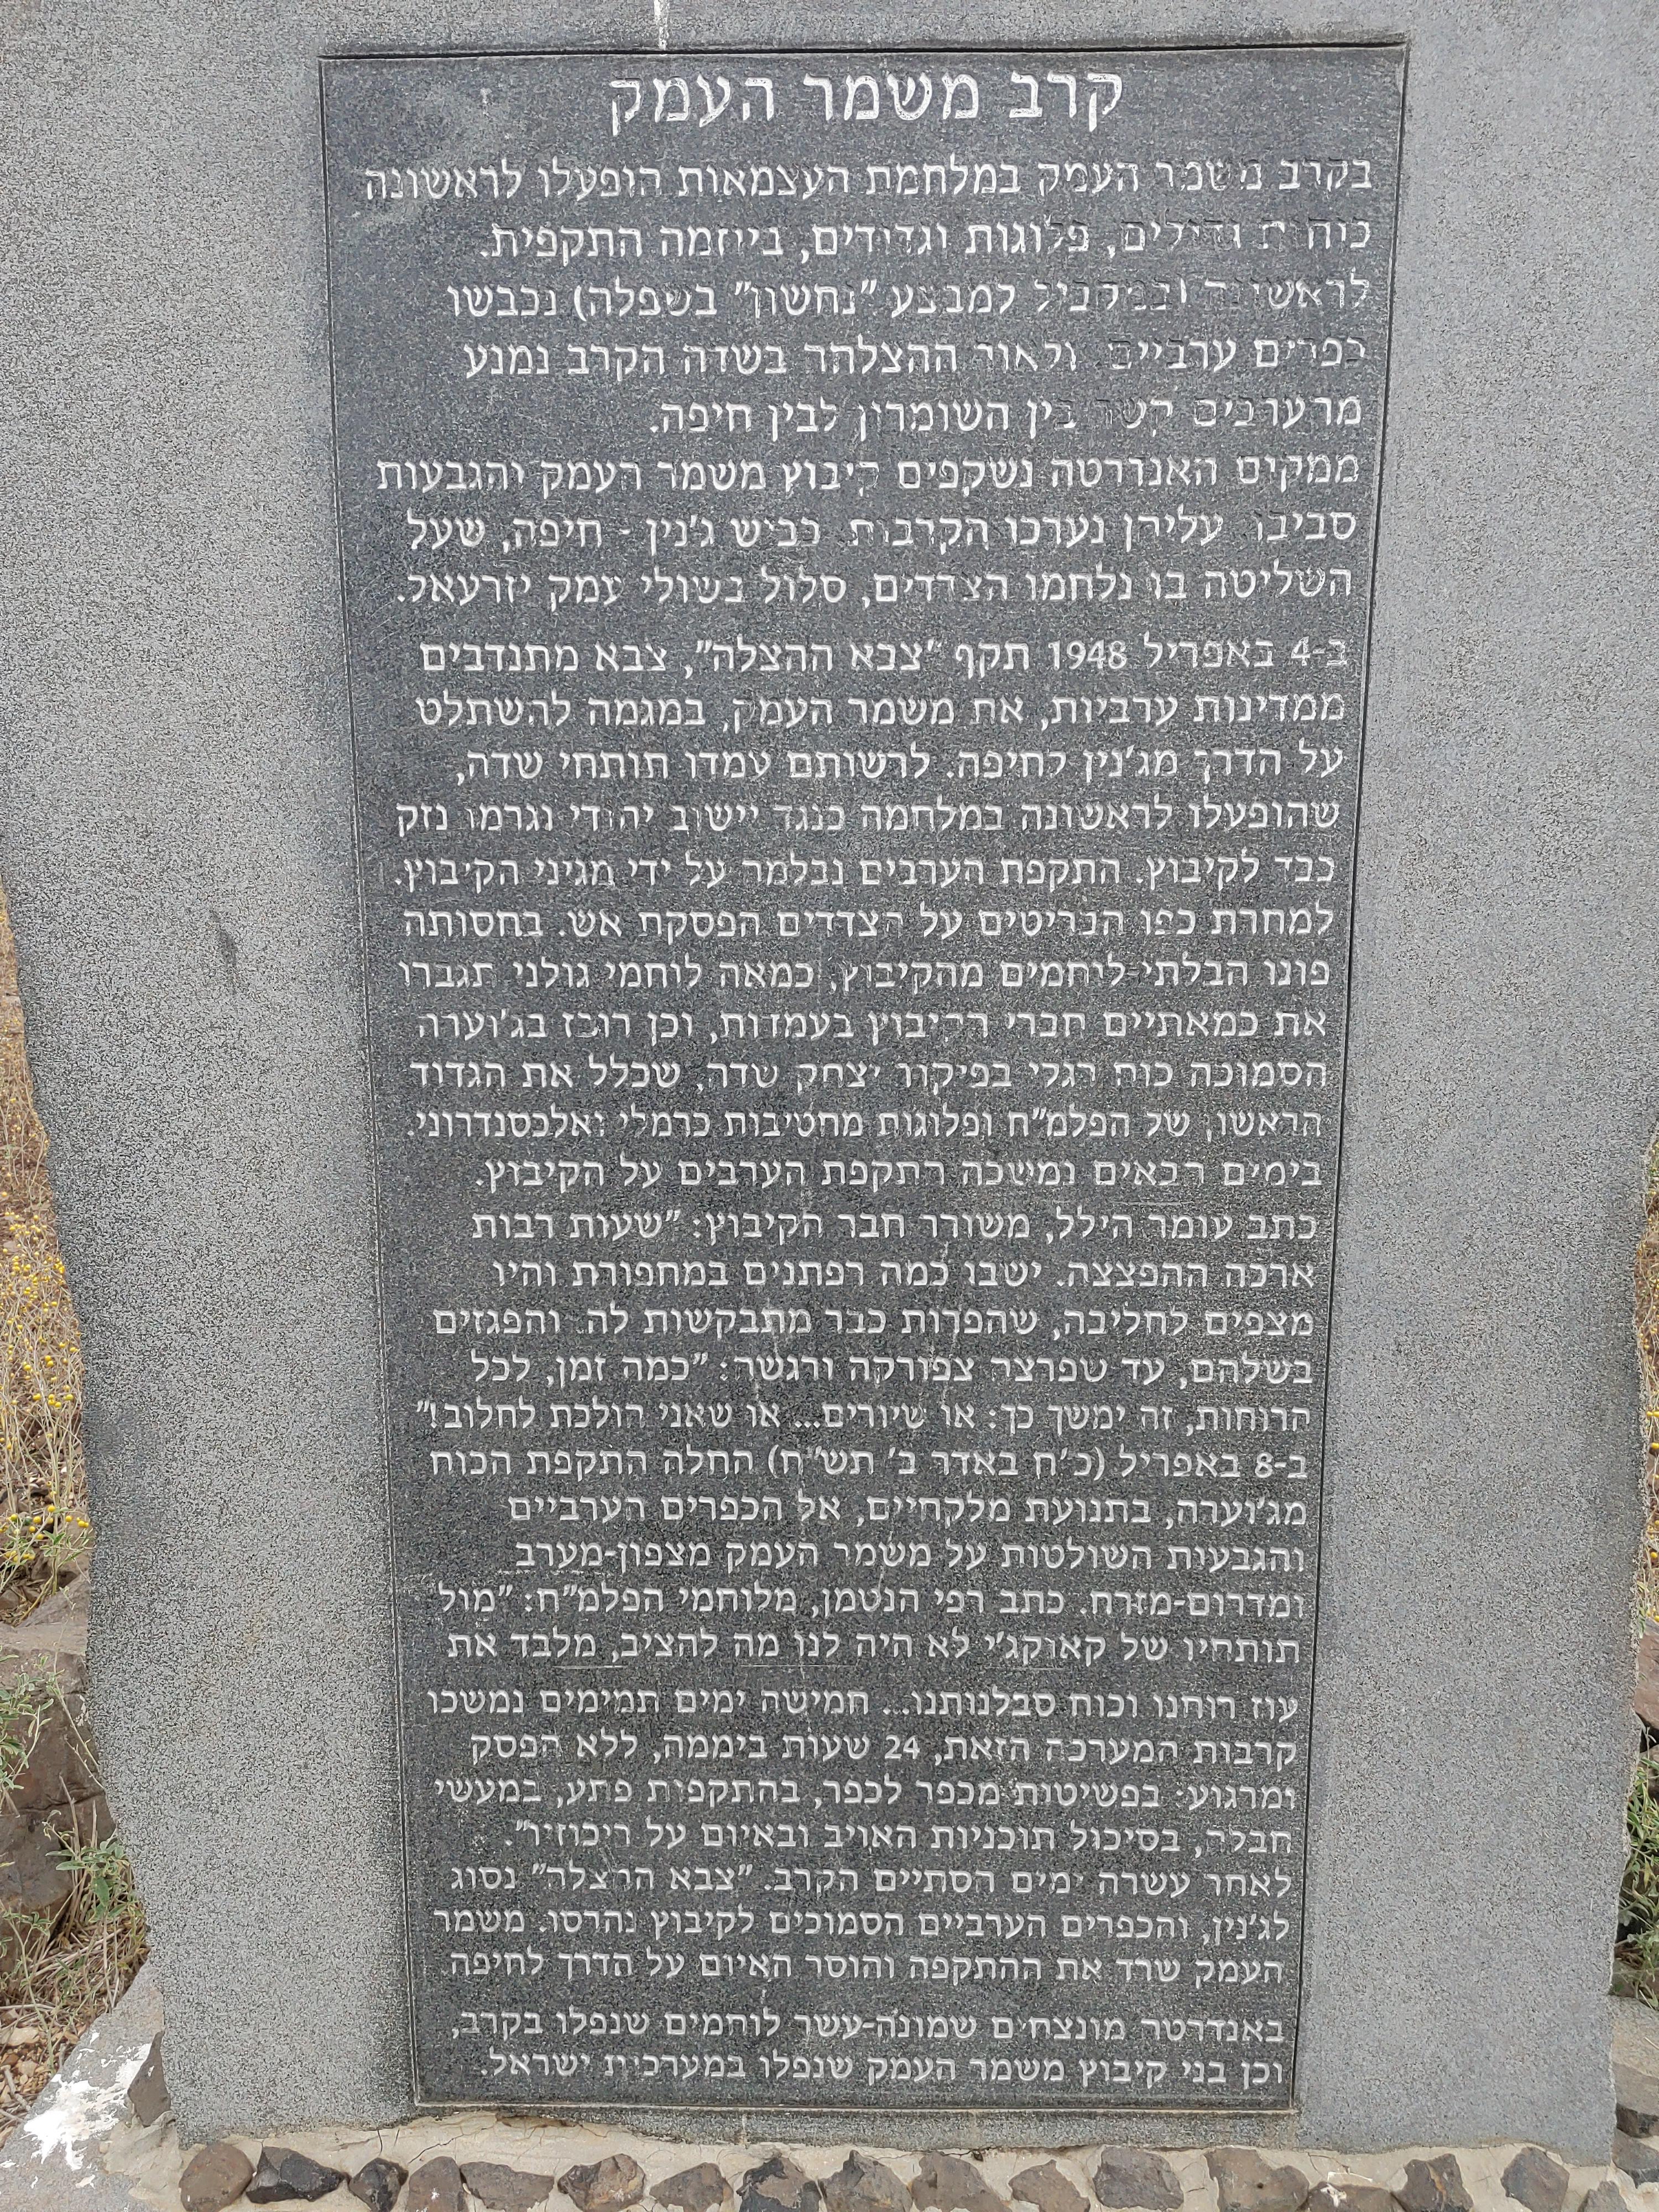 קרב משמר העמק
בקרב משמר העמק במלחמת העצמאות הופעלו לראשונה
כוחות גדולים, פלוגות וגדודים, ביוזמה התקפית.
לראשונה (במקביל למבצע "נחשון" בשפלה) נכבשו
כפרים ערביים ולאור ההצלחה בשדה הקרב נמנע
מהערבים קשר בין השומרון לבין חיפה.
ממקום האנדרטה נשקפים קיבוץ משמר העמק והגבעות
סביבו עליהן נערכו הקרבות. כביש ג'נין - חיפה, שעל
השליטה בו נלחמו הצדדים, סלול בשולי עמק יזרעאל.
ב-4 באפריל 1948 תקף "צבא ההצלה", צבא מתנדבים
ממדינות ערביות, את משמר העמק, במגמה להשתלט
על הדרך מג'נין לחיפה. לרשותם עמדו תותחי שדה,
שהופעלו לראשונה במלחמה כנגד יישוב יהודי וגרמו נזק
כבד לקיבוץ. התקפת הערבים נבלמה על ידי מגיני הקיבוץ.
למחרת כפו הבריטים על הצדדים הפסקת אש. בחסותה
פונו הבלתי-לוחמים מהקיבוץ, כמאה לוחמי גולני תגברו
את כמאתיים חברי הקיבוץ בעמדות, וכן רוכז בג'וערה
הסמוכה כוח רגלי בפיקוד יצחק שדה, שכלל את הגדוד
הראשון של הפלמ"ח ופלוגות מחטיבות כרמלי ואלכסנדרוני.
בימים הבאים נמשכה התקפת הערבים על הקיבוץ.
כתב עומר הילל, משורר חבר הקיבוץ: "שעות רבות
ארכה ההפצצה. ישבו כמה רפתנים במחפורת והיו
מצפים לחליבה, שהפרות כבר מתבקשות לה, והפגזים
בשלהם, עד שפרצה צפורקה ורגשה: "כמה זמן, לכל
הרוחות, זה ימשך כך: או שיורים... או שאני הולכת לחלוב!"
ב-8 באפריל (כ'ח באדר ב' תש"ח) החלה התקפת הכוח
מג'וערה, בתנועת מלקחיים, אל הכפרים הערביים
והגבעות השולטות על משמר העמק מצפון-מערב
ומדרום-מזרח. כתב רפי הנטמן, מלוחמי הפלמ"ח: "מול
תותחיו של קאוקג'י לא היה לנו מה להציב, מלבד את
עוז רוחנו וכוח סבלנותנו... חמישה ימים תמימים נמשכו
קרבות המערכה הזאת, 24 שעות ביממה, ללא הפסק
ומרגוע: בפשיטות מכפר לכפר, בהתקפות פתע, במעשי
חבלה, בסיכול תוכניות האויב ובאיום על ריכוזיו".
לאחר עשרה ימים הסתיים הקרב. "צבא ההצלה" נסוג
לג'נין, והכפרים הערביים הסמוכים לקיבוץ נהרסו. משמר
העמק שרד את ההתקפה והוסר האיום על הדרך לחיפה.
באנדרטה מונצחים שמונה-עשר לוחמים שנפלו בקרב,
וכן בני קיבוץ משמר העמק שנפלו במערכות ישראל.